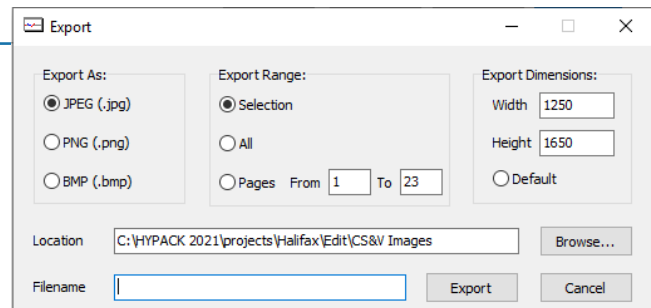 Export
Export As: Export Range: Export Dimensions:
JPEG (.jpg) Selection Width 1250
PNG (.png) All Height 1650
BMP (.bmp) Pages From 1 To 23 Default
Location C:\HYPACK 2021\projects\Halifax\Edit\CS&V Images Browse...
Filename Export Cancel